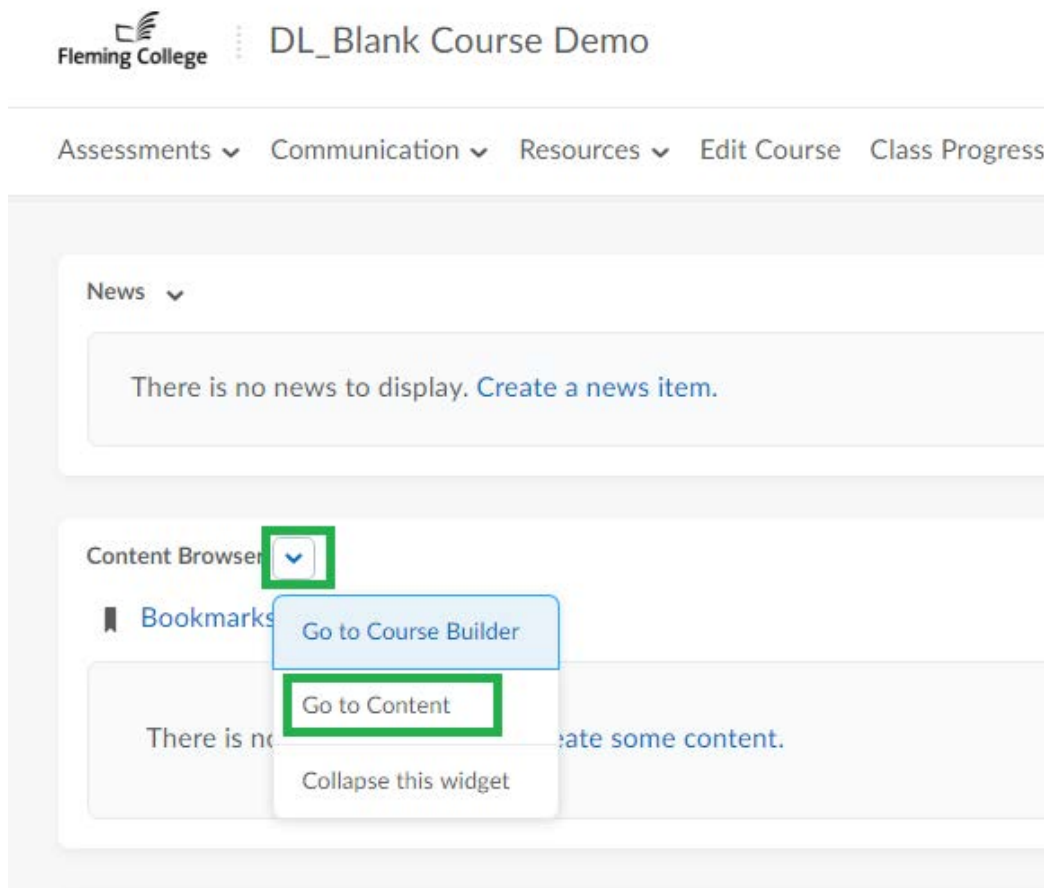 Fleming College
DL_Blank Course Demo
Assessments Communication Resources Edit Course Class Progress
News
There is no news to display. Create a news item.
Content Browser
Bookmarks
Go to Course Builder
Go to Content
There is eate some content.
Collapse this widget